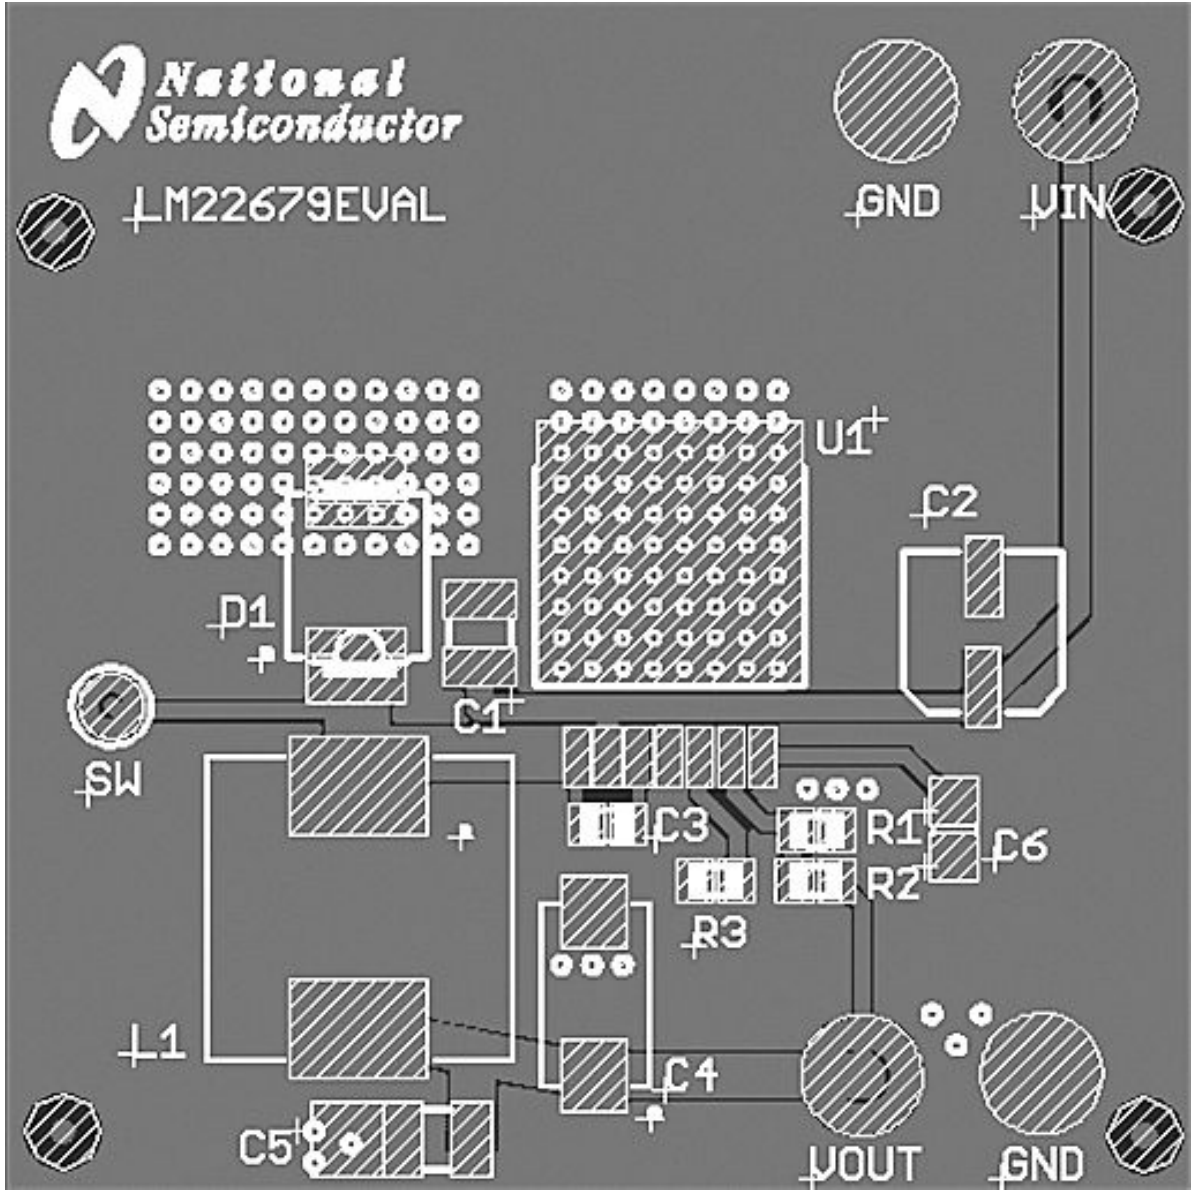 National
Semiconductor
LM22679EVAL
GND
VIN
U1
C2
D1
C1
SW
C3
R1
C6
R2
R3
L1
C4
C5
VOUT
GND